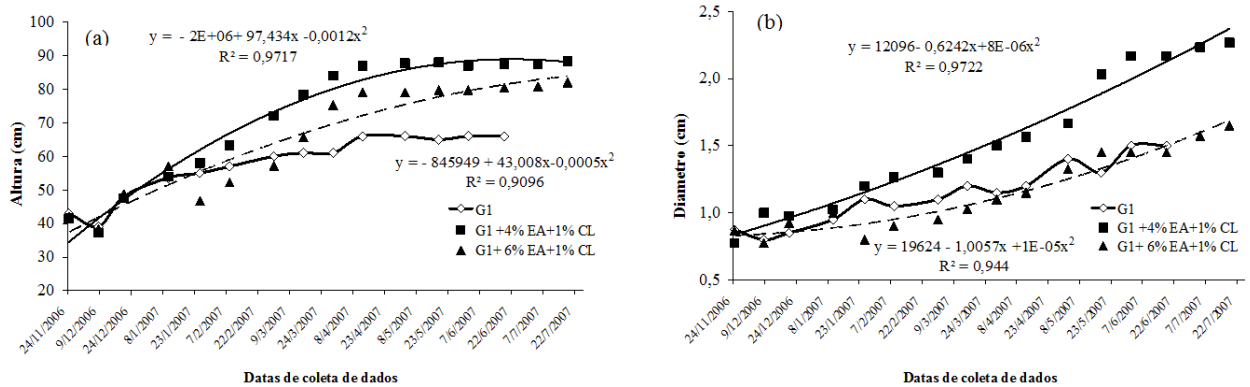 (a)
y = - 2E+06+ 97,434x -0,0012x²
R² = 0,9717
y = - 845949 + 43,008x-0,0005x²
R² = 0,9096
Altura (cm)
100
90
80
70
60
50
40
30
20
G1
G1 +4% EA+1% CL
G1+ 6% EA+1% CL
24/11/2006
9/12/2006
24/12/2006
8/1/2007
23/1/2007
7/2/2007
22/2/2007
9/3/2007
24/3/2007
8/4/2007
23/4/2007
8/5/2007
23/5/2007
7/6/2007
22/6/2007
7/7/2007
22/7/2007
Datas de coleta de dados
(b)
y = 12096- 0,6242x+8E-06x²
R² = 0,9722
y = 19624 - 1,0057x +1E-05x²
R² = 0,944
Diametro (cm)
2,5
2,0
1,5
1,0
0,5
G1
G1 +4% EA+1% CL
G1+ 6% EA+1% CL
24/11/2006
9/12/2006
24/12/2006
8/1/2007
23/1/2007
7/2/2007
22/2/2007
9/3/2007
24/3/2007
8/4/2007
23/4/2007
8/5/2007
23/5/2007
7/6/2007
22/6/2007
7/7/2007
22/7/2007
Datas de coleta de dados